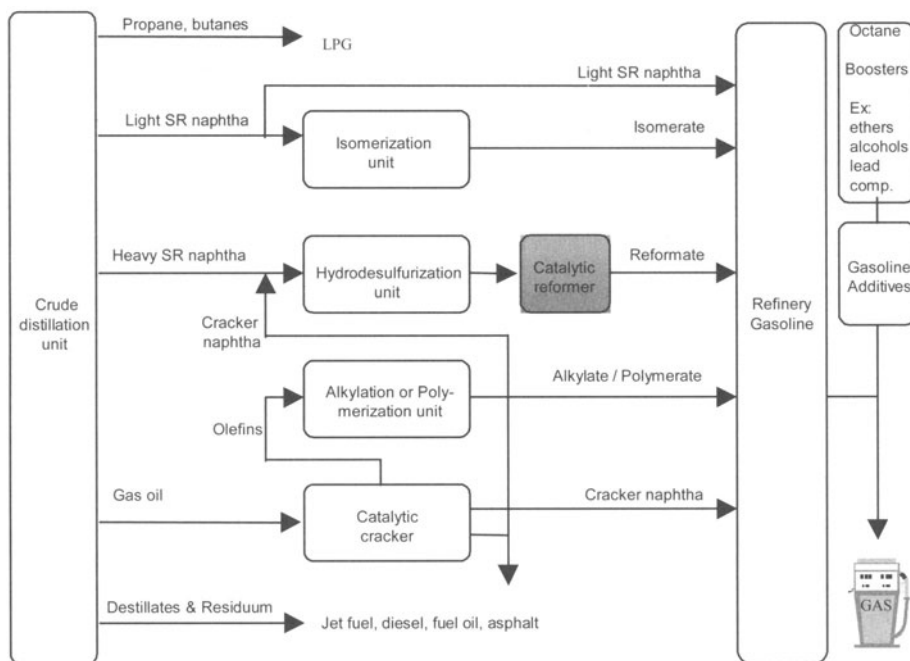 Propane, butanes
LPG
Octane
Boosters
Ex:
ethers
alcohols
lead
comp.
Light SR naphtha
Light SR naphtha
Isomerization
unit
Isomerate
Heavy SR naphtha
Hydrodesulfurization
unit
Catalytic
reformer
Reformate
Gasoline
Additives
Crude
distillation
unit
Refinery
Gasoline
Cracker
naphtha
Alkylation or Poly-
merization unit
Alkylate / Polymerate
Olefins
Gas oil
Catalytic
cracker
Cracker naphtha
GAS
Destillates & Residuum
Jet fuel, diesel, fuel oil, asphalt